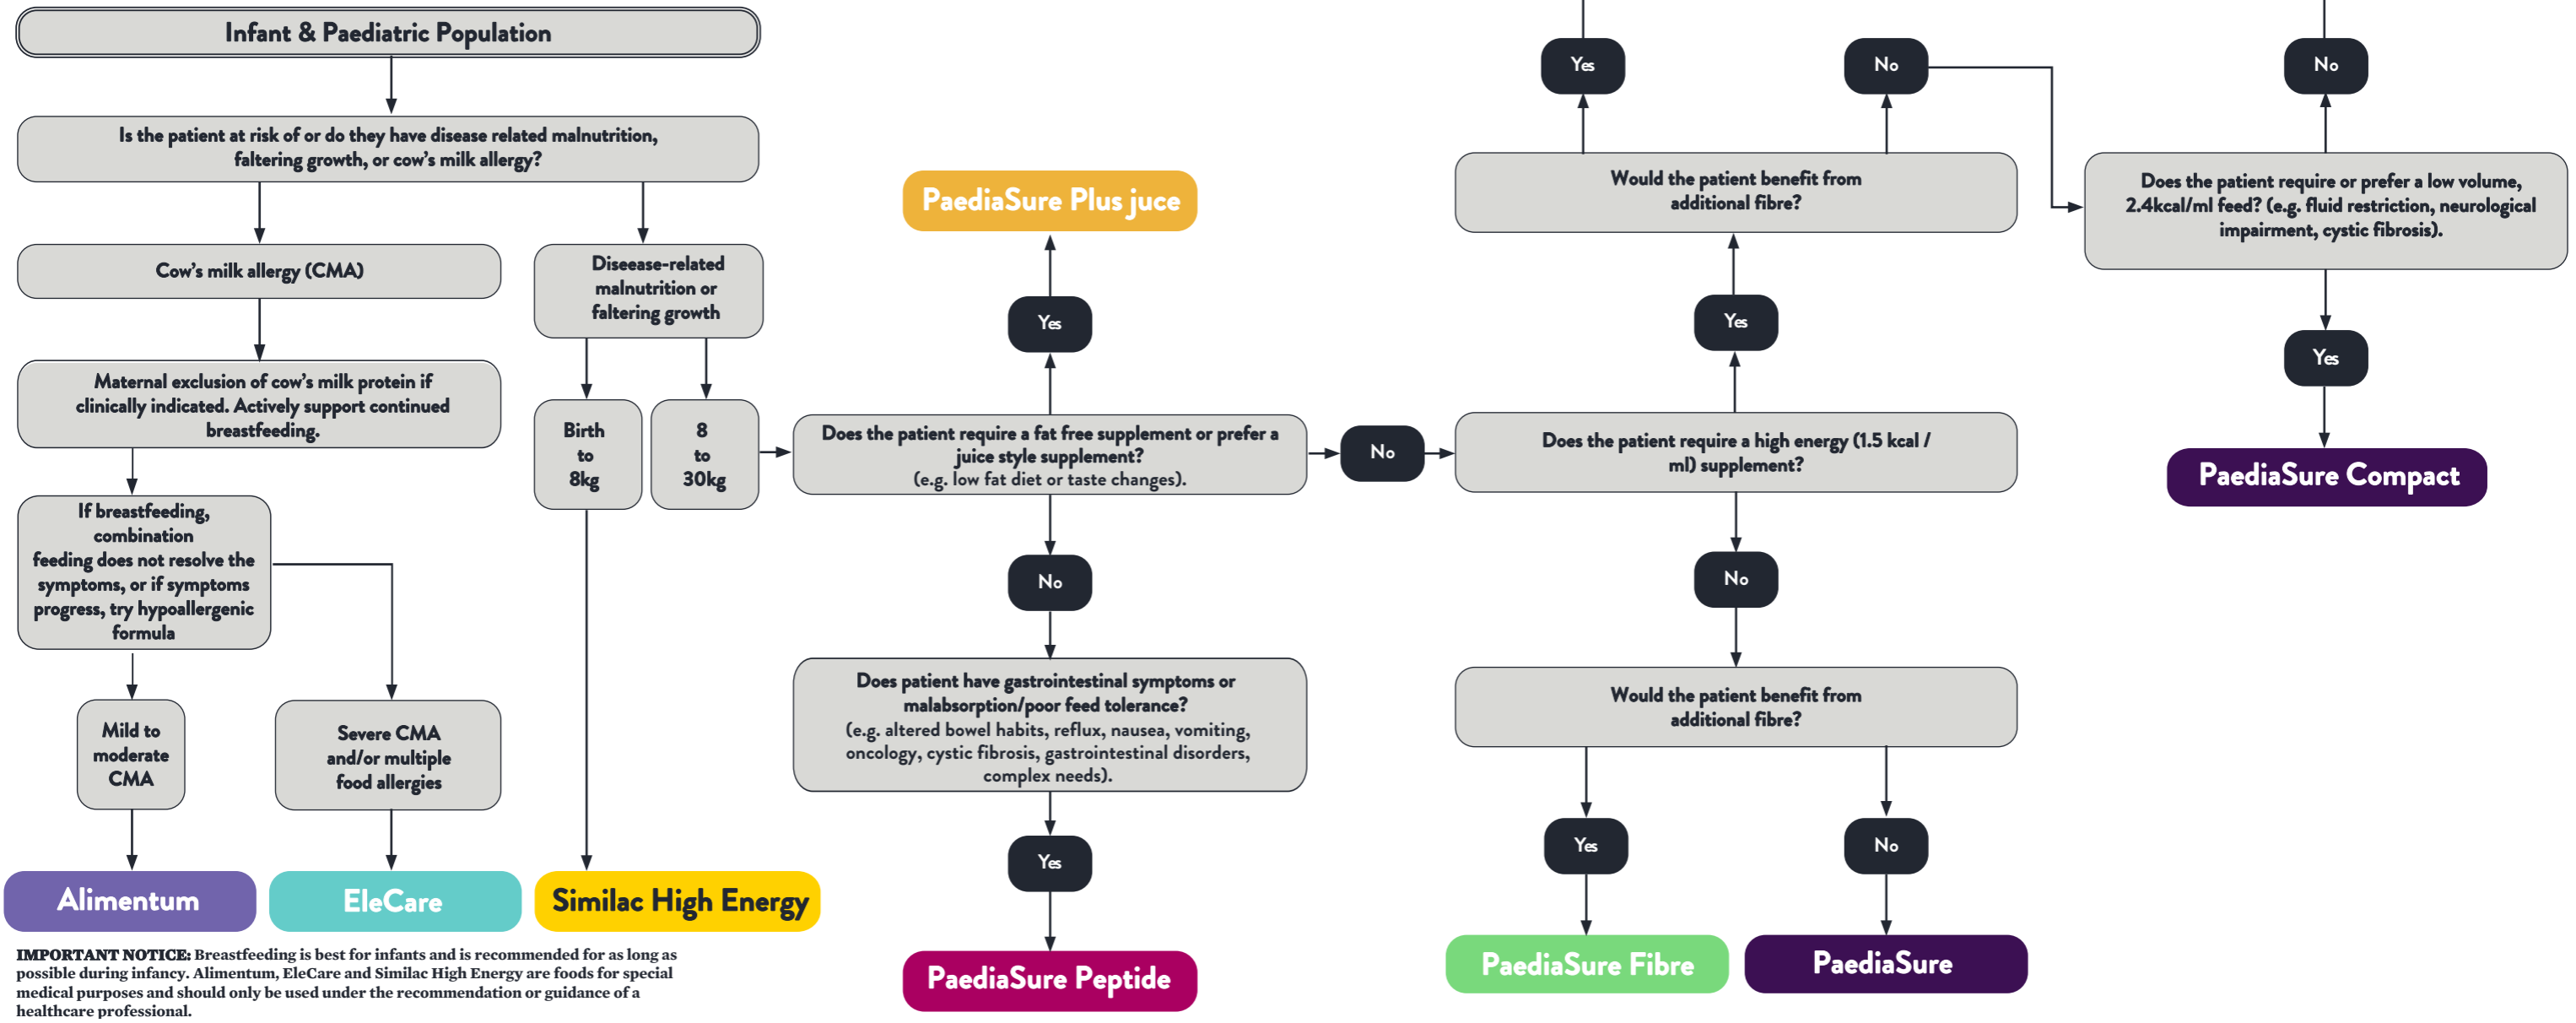 Infant & Paediatric Population
Is the patient at risk of or do they have disease related malnutrition,
faltering growth, or cow's milk allergy?
Cow's milk allergy (CMA)
Diseease-related
malnutrition or
faltering growth
Maternal exclusion of cow's milk protein if
clinically indicated. Actively support continued
breastfeeding.
Birth
to
8kg
8
to
30kg
If breastfeeding,
combination
feeding does not resolve the
symptoms, or if symptoms
progress, try hypoallergenic
formula
Mild to
moderate
CMA
Severe CMA
and/or multiple
food allergies
Alimentum
EleCare
Similac High Energy
IMPORTANT NOTICE: Breastfeeding is best for infants and is recommended for as long as
possible during infancy. Alimentum, EleCare and Similac High Energy are foods for special
medical purposes and should only be used under the recommendation or guidance of a
healthcare professional.
PaediaSure Plus juce
Yes
Does the patient require a fat free supplement or prefer a
juice style supplement?
(e.g. low fat diet or taste changes).
No
No
Does patient have gastrointestinal symptoms or
malabsorption/poor feed tolerance?
(e.g. altered bowel habits, reflux, nausea, vomiting,
oncology, cystic fibrosis, gastrointestinal disorders,
complex needs).
Yes
PaediaSure Peptide
Yes
No
Would the patient benefit from
additional fibre?
Yes
Does the patient require a high energy (1.5 kcal /
ml) supplement?
No
Would the patient benefit from
additional fibre?
Yes
No
PaediaSure Fibre
PaediaSure
No
Does the patient require or prefer a low volume,
2.4kcal/ml feed? (e.g. fluid restriction, neurological
impairment, cystic fibrosis).
Yes
PaediaSure Compact